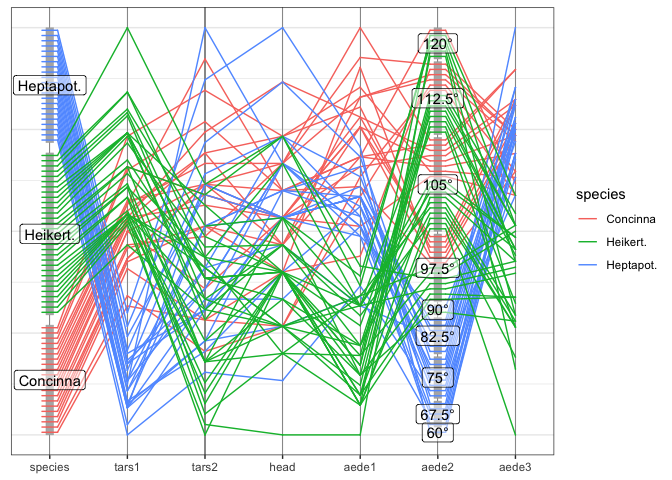 120°
Heptapot.
112.5°
105°
species
Concinna
Heikert.
Heikert.
Heptapot.
97.5°
90°
82.5°
Concinna
75°
67.5°
60°
species tars1 tars2 head aede1 aede2 aede3